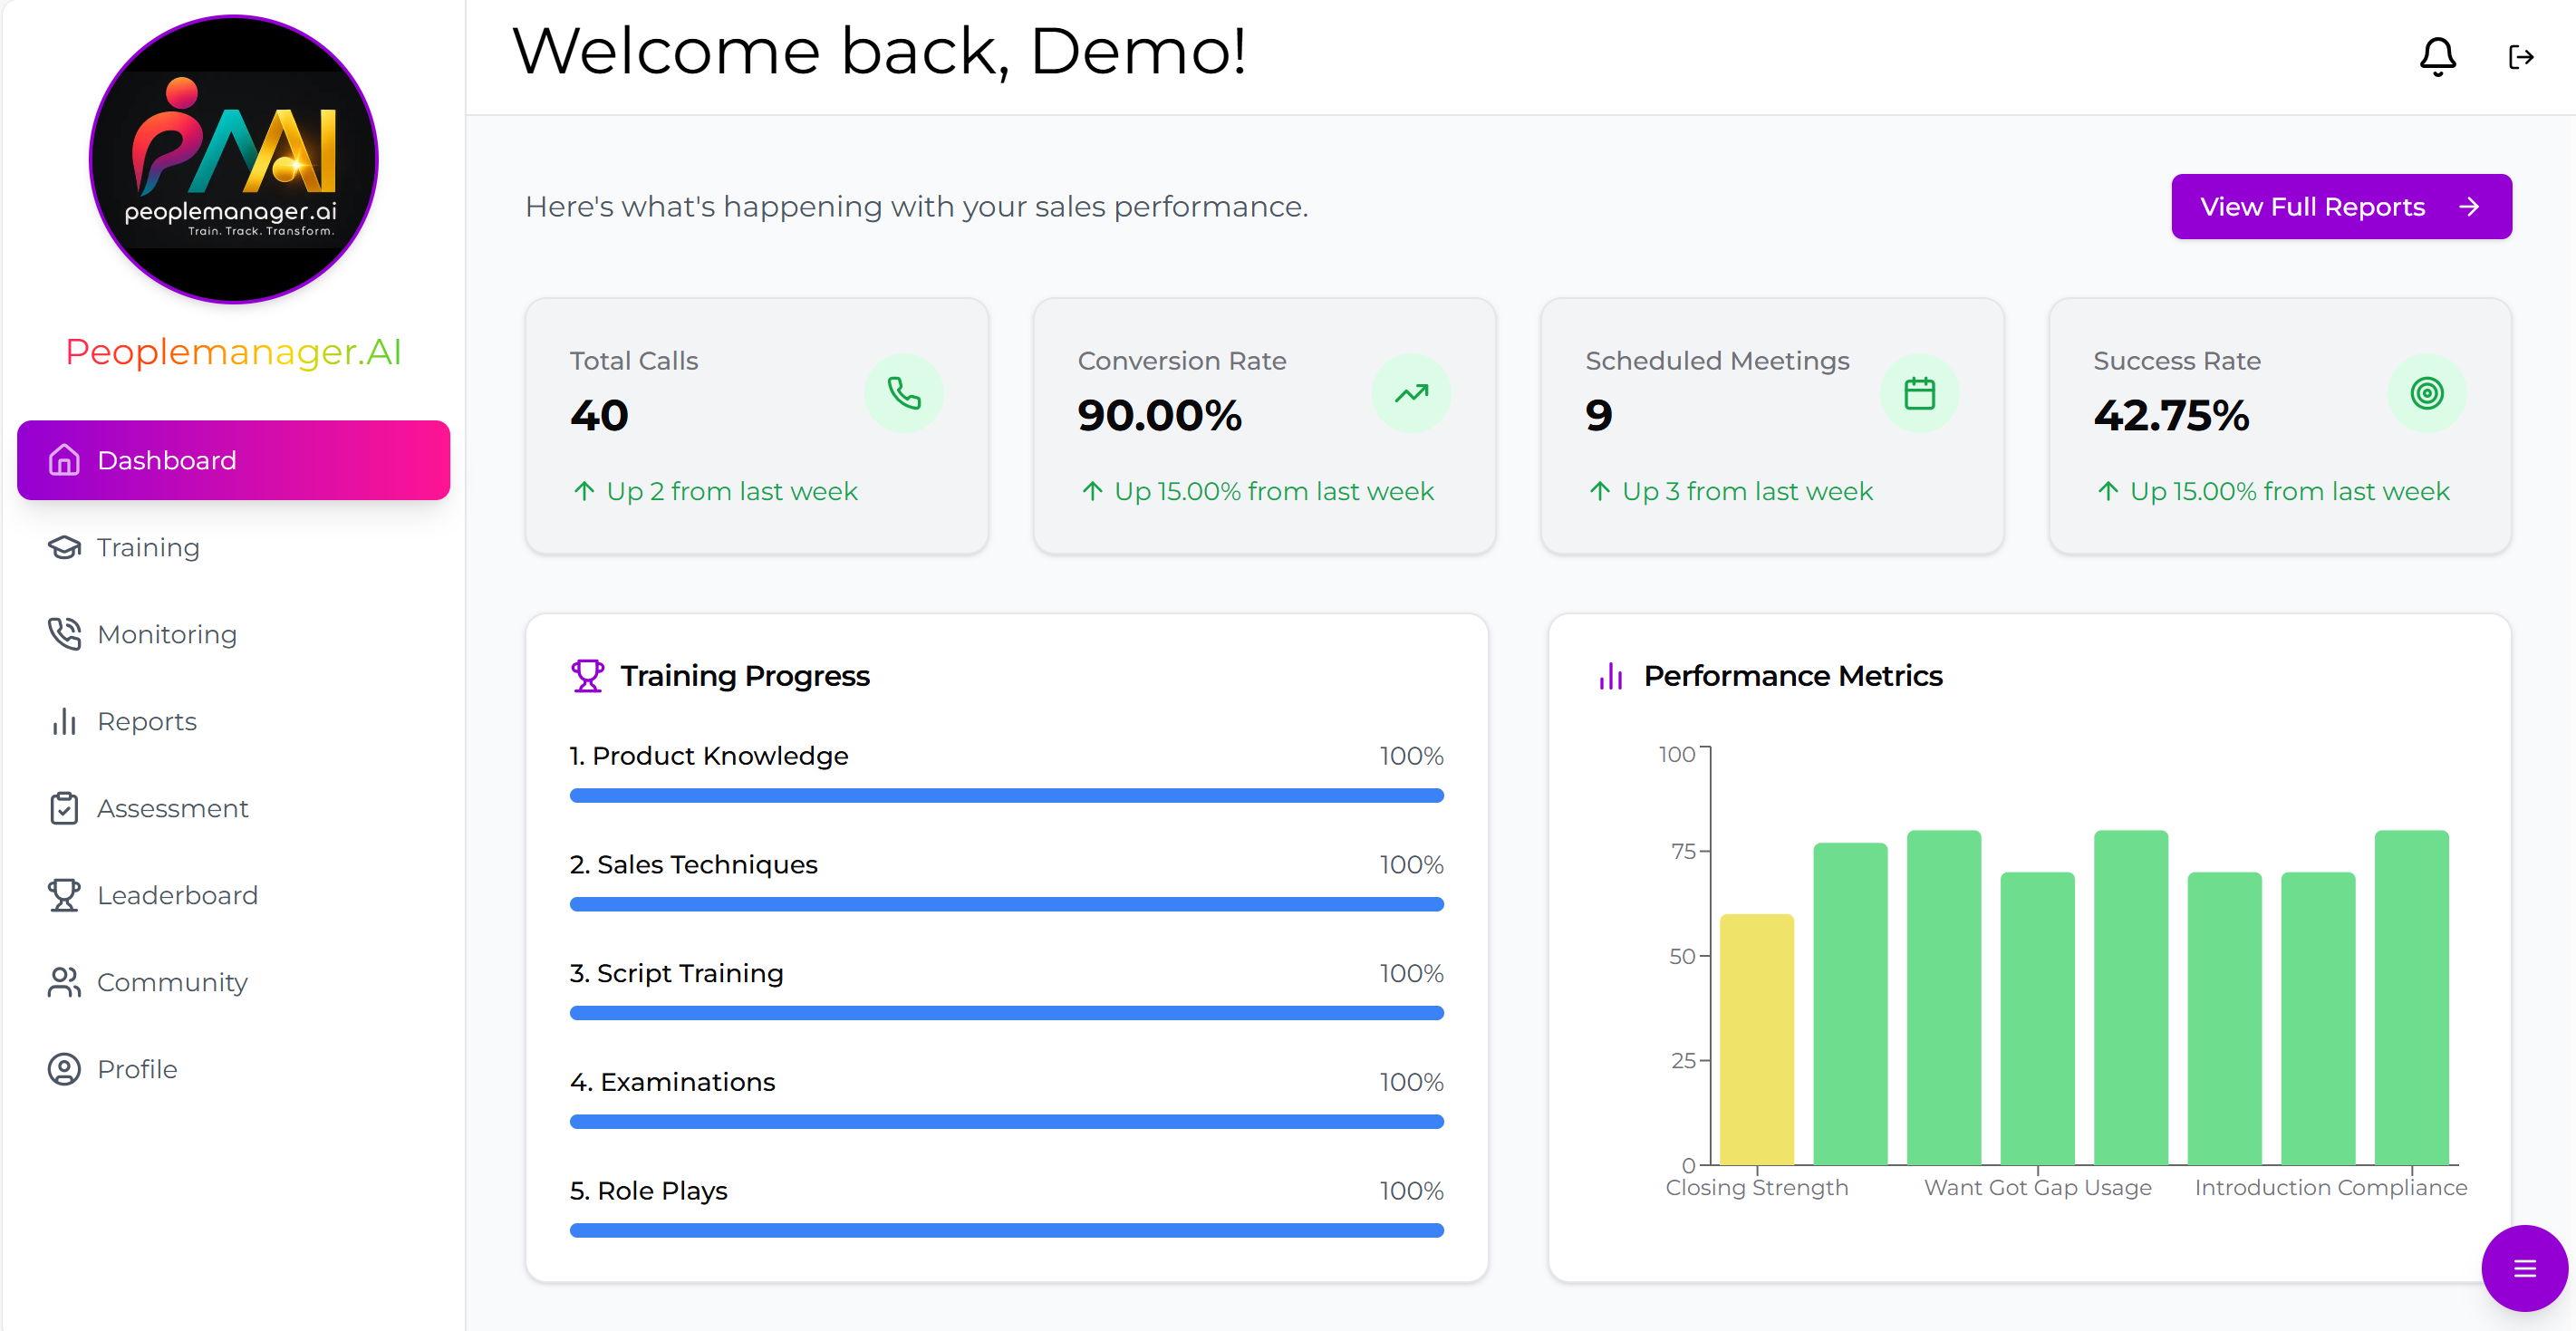 Welcome back, Demo!
PMAI
peoplemanager.ai
Train. Track. Transform.
Peoplemanager.AI
Dashboard
Training
Monitoring
Reports
Assessment
Leaderboard
Community
Profile
Here's what's happening with your sales performance.
View Full Reports
Total Calls
40
Up 2 from last week
Conversion Rate
90.00%
Up 15.00% from last week
Scheduled Meetings
9
Up 3 from last week
Success Rate
42.75%
Up 15.00% from last week
Training Progress
1. Product Knowledge 100%
2. Sales Techniques 100%
3. Script Training 100%
4. Examinations 100%
5. Role Plays 100%
Performance Metrics
100
75
50
25
0
Closing Strength Want Got Gap Usage Introduction Compliance